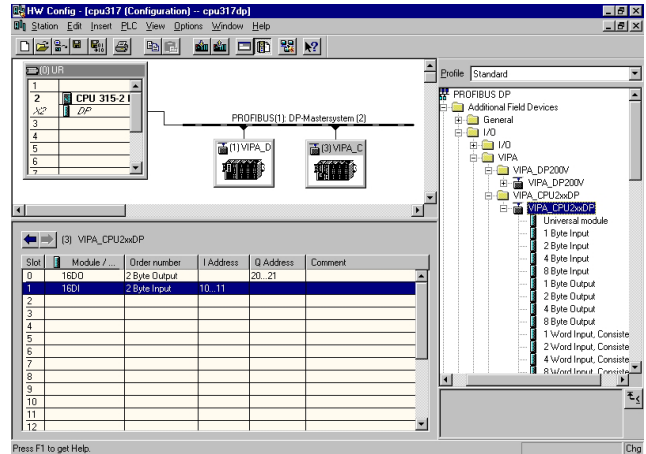 HW Config - [cpu317 (Configuration) -- cpu317dp]
Station Edit Insert PLC View Options Window Help
(0) UR
1
2 CPU 315-2
X2 DP
3
4
5
6
7
PROFIBUS(1): DP-Mastersystem (2)
(1) VIPA_D
(3) VIPA_C
Profile Standard
PROFIBUS DP
Additional Field Devices
General
I/O
I/O
VIPA
VIPA_DP200V
VIPA_DP200V
VIPA_CPU2xxDP
VIPA_CPU2xxDP
Universal module
1 Byte Input
2 Byte Input
4 Byte Input
8 Byte Input
1 Byte Output
2 Byte Output
4 Byte Output
8 Byte Output
1 Word Input, Consiste
2 Word Input, Consiste
4 Word Input, Consiste
8 Word Input, Consiste
(3) VIPA_CPU2xxDP
Slot Module / ... Order number I Address Q Address Comment
0 16DO 2 Byte Output 20...21
1 16DI 2 Byte Input 10...11
2
3
4
5
6
7
8
9
10
11
12
Press F1 to get Help.
Chg